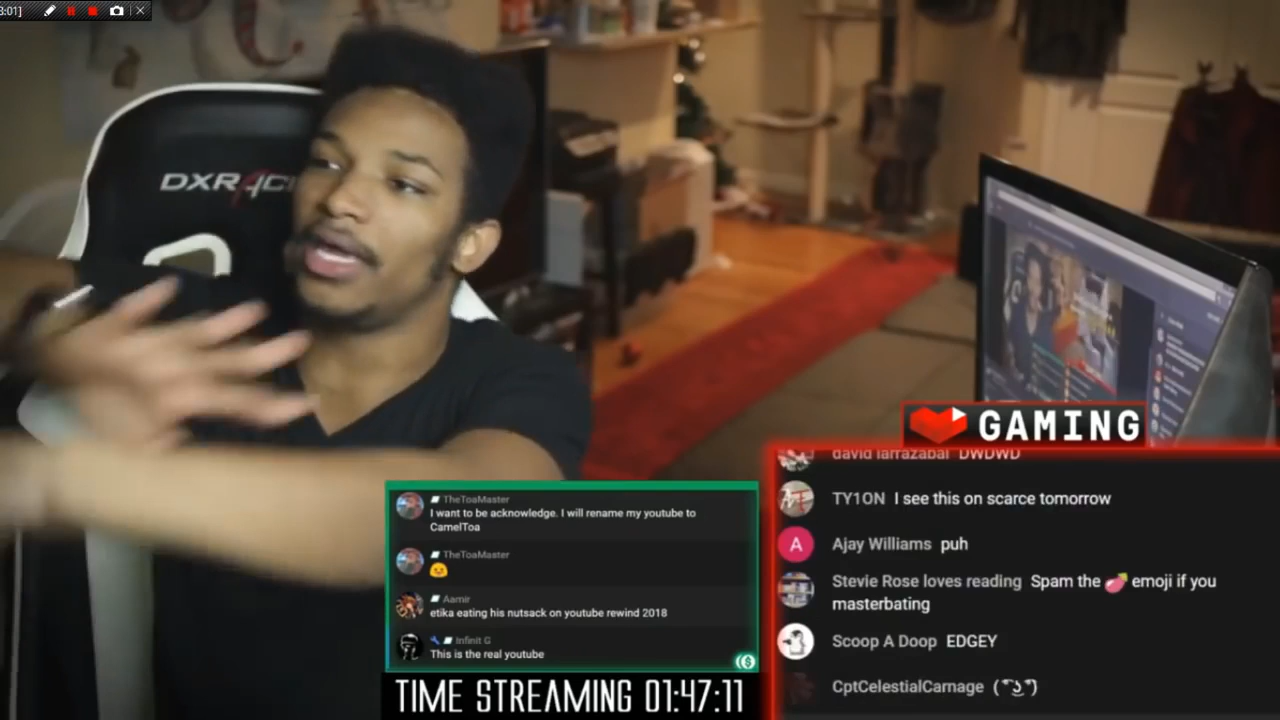 3:01]
DXRACI
GAMING
david larrazabal DWDWD
TY1ON I see this on scarce tomorrow
Ajay Williams puh
Stevie Rose loves reading Spam the 🍆 emoji if you
masterbating
Scoop A Doop EDGEY
CptCelestialCarnage ( ͡° ͜ʖ ͡°)
TheToaMaster
I want to be acknowledge. I will rename my youtube to
CamelToa
TheToaMaster
Aamir
etika eating his nutsack on youtube rewind 2018
Infinit G
This is the real youtube
TIME STREAMING 01:47:11